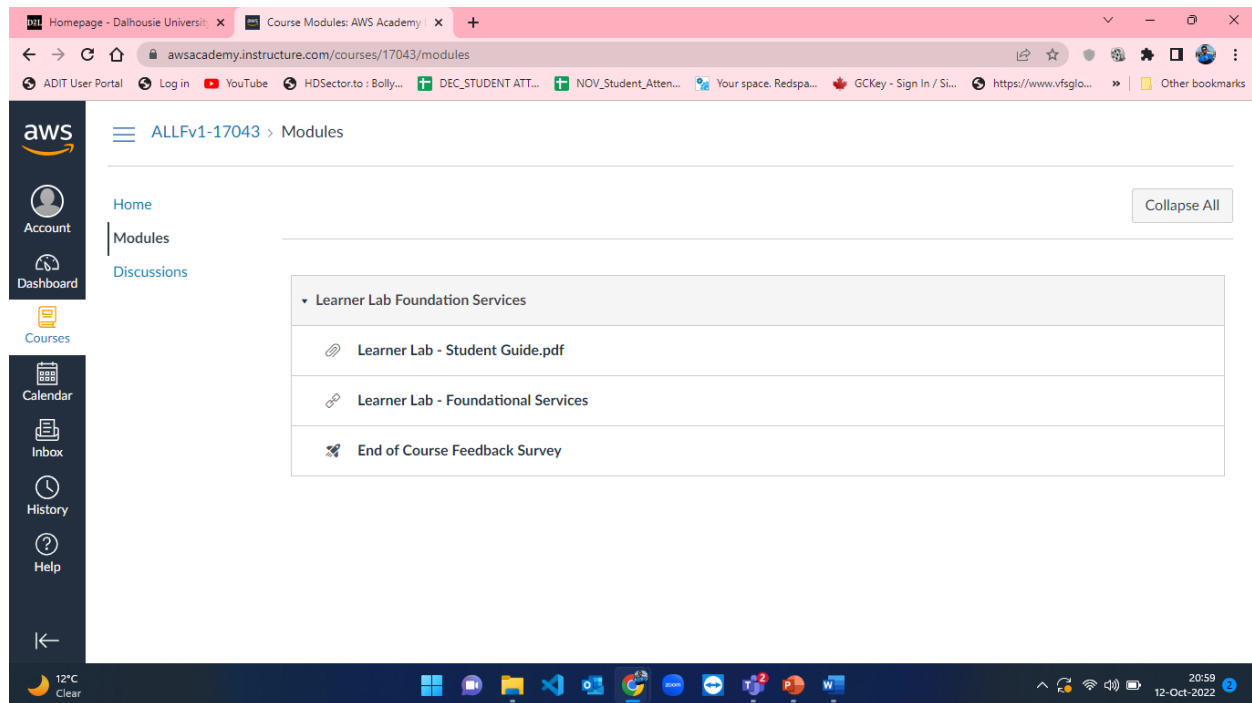 D2L Homepage - Dalhousie Universit
Course Modules: AWS Academy
awsacademy.instructure.com/courses/17043/modules
ADIT User Portal Log in YouTube HDSector.to : Bolly... DEC_STUDENT ATT... NOV_Student_Atten... Your space. Redspa... GCKey - Sign In / Si... https://www.vfsglo... » Other bookmarks
aws
ALLFv1-17043 > Modules
Account
Dashboard
Courses
Calendar
Inbox
History
Help
Home
Modules
Discussions
Collapse All
Learner Lab Foundation Services
Learner Lab - Student Guide.pdf
Learner Lab - Foundational Services
End of Course Feedback Survey
12°C
Clear
zoom
2
20:59
12-Oct-2022
2